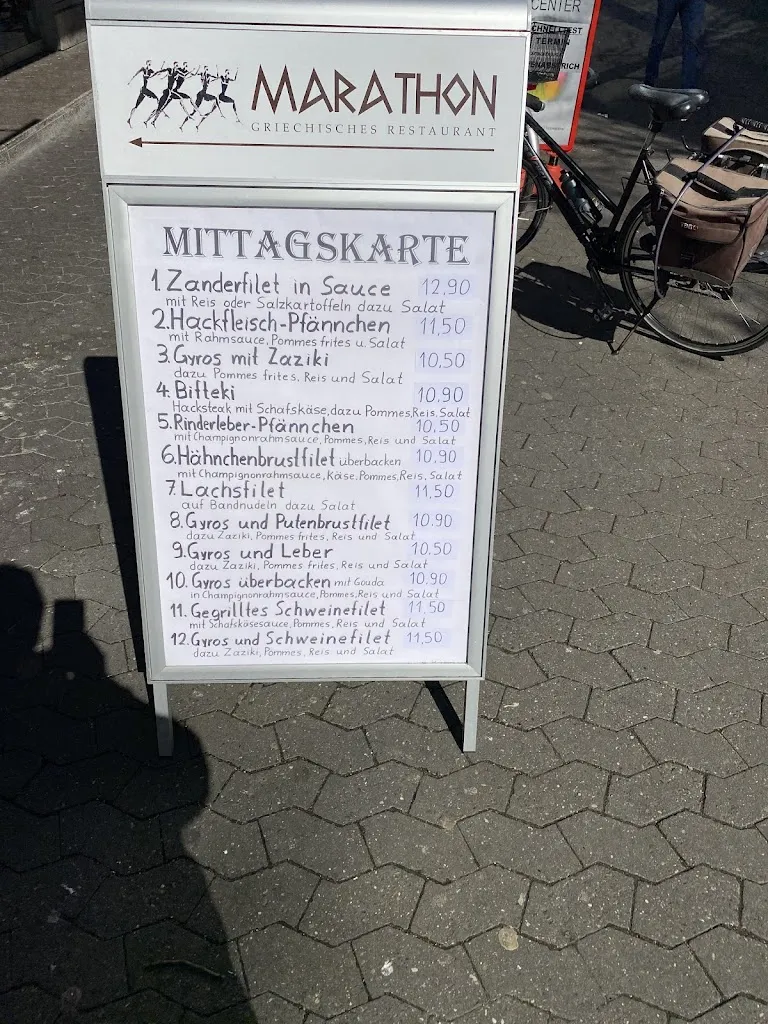 CENTER
TERMIN
MARATHON
GRIECHISCHES RESTAURANT
MITTAGSKARTE
1. Zanderfilet in Sauce 12,90
mit Reis oder Salzkartoffeln dazu Salat
2. Hackfleisch-Pfännchen 11,50
mit Rahmsauce, Pommes frites u. Salat
3. Gyros mit Zaziki 10,50
dazu Pommes frites, Reis und Salat
4. Bifteki 10,90
Hacksteak mit Schafskäse, dazu Pommes, Reis, Salat
5. Rinderleber-Pfännchen 10,50
mit Champignonrahmsauce, Pommes, Reis und Salat
6. Hähnchenbrustfilet überbacken 10.90
mit Champignonrahmsauce, Käse, Pommes, Reis, Salat
7. Lachsfilet 11,50
auf Bandnudeln dazu Salat
8. Gyros und Putenbrustfilet 10.90
dazu Zaziki, Pommes frites, Reis und Salat
9. Gyros und Leber 10.50
dazu Zaziki, Pommes frites, Reis und Salat
10. Gyros überbacken mit Gouda 10.90
in Champignonrahmsauce, Pommes, Reis und Salat
11. Gegrilltes Schweinefilet 11.50
mit Schafskäsesauce, Pommes, Reis und Salat
12. Gyros und Schweinefilet 11,50
dazu Zaziki, Pommes, Reis und Salat